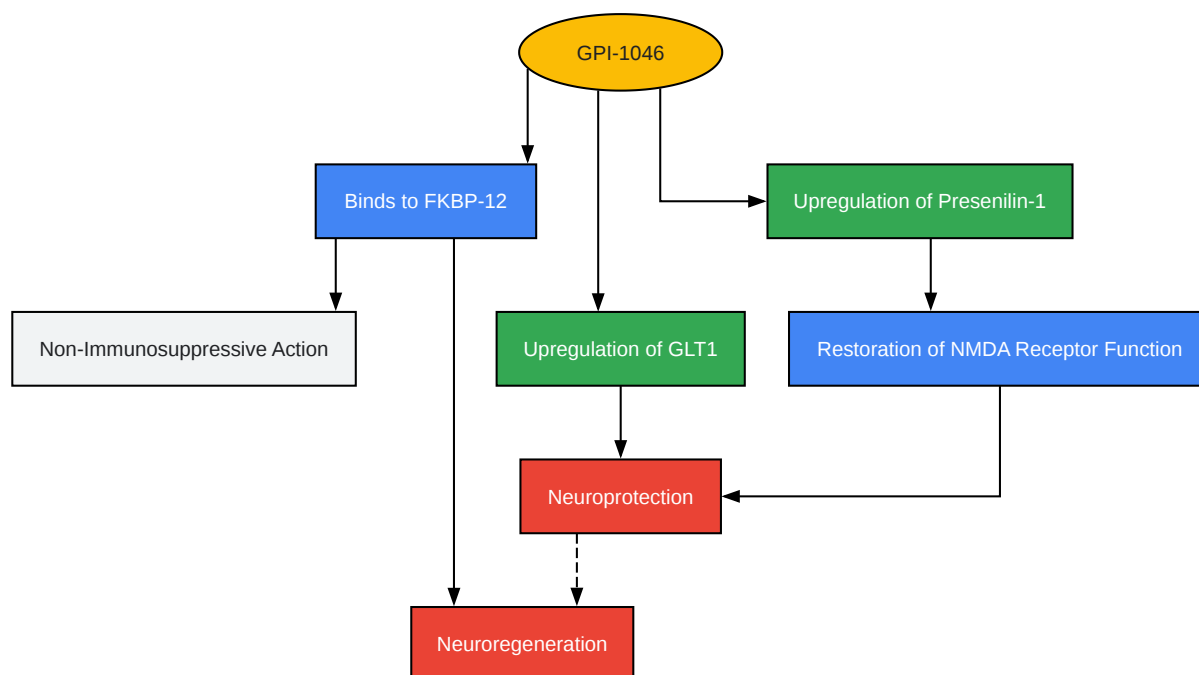 GPI-1046
Binds to FKBP-12
Upregulation of Presenilin-1
Non-Immunosuppressive Action
Upregulation of GLT1
Restoration of NMDA Receptor Function
Neuroprotection
Neuroregeneration